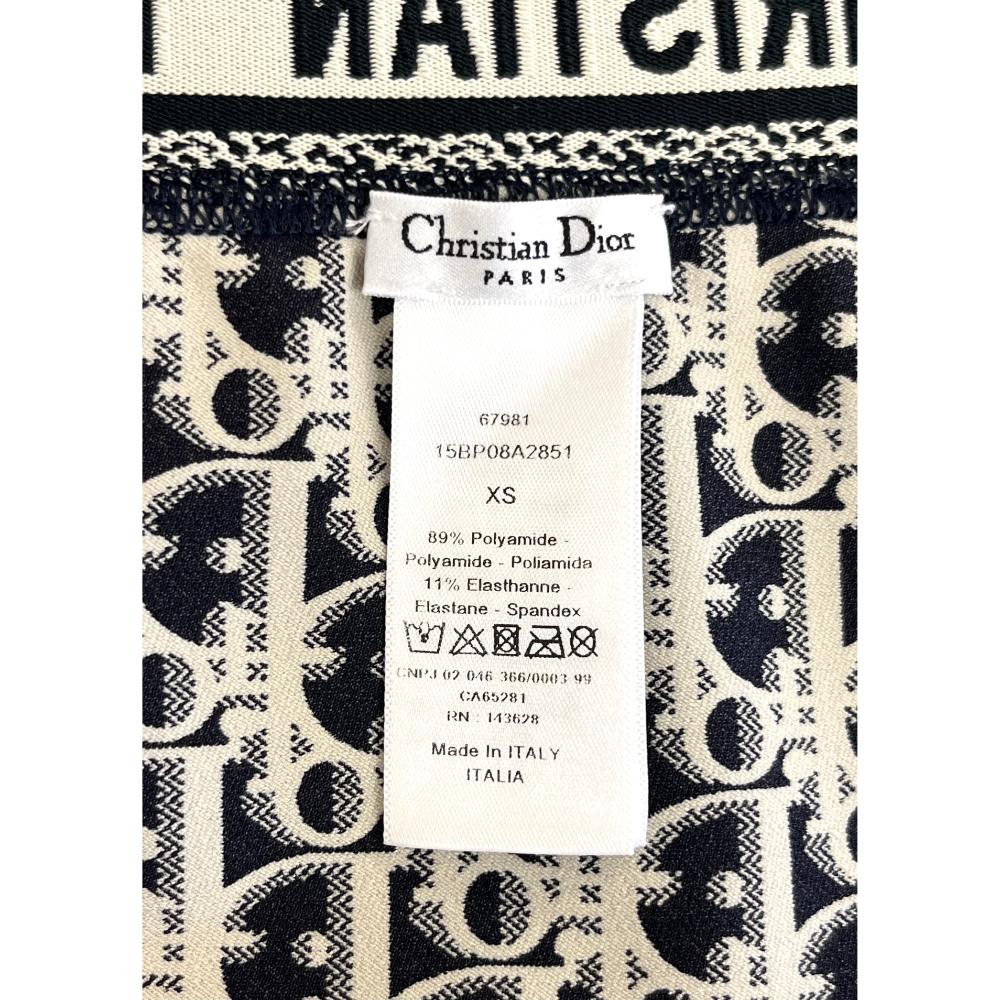 RISTIAN
Christian Dior
PARIS
67981
15BP08A2851
XS
89% Polyamide -
Polyamide - Poliamida
11% Elasthanne -
Elastane - Spandex
CNPJ 02 046 366/0003 99
CA65281
RN : 143628
Made In ITALY
ITALIA